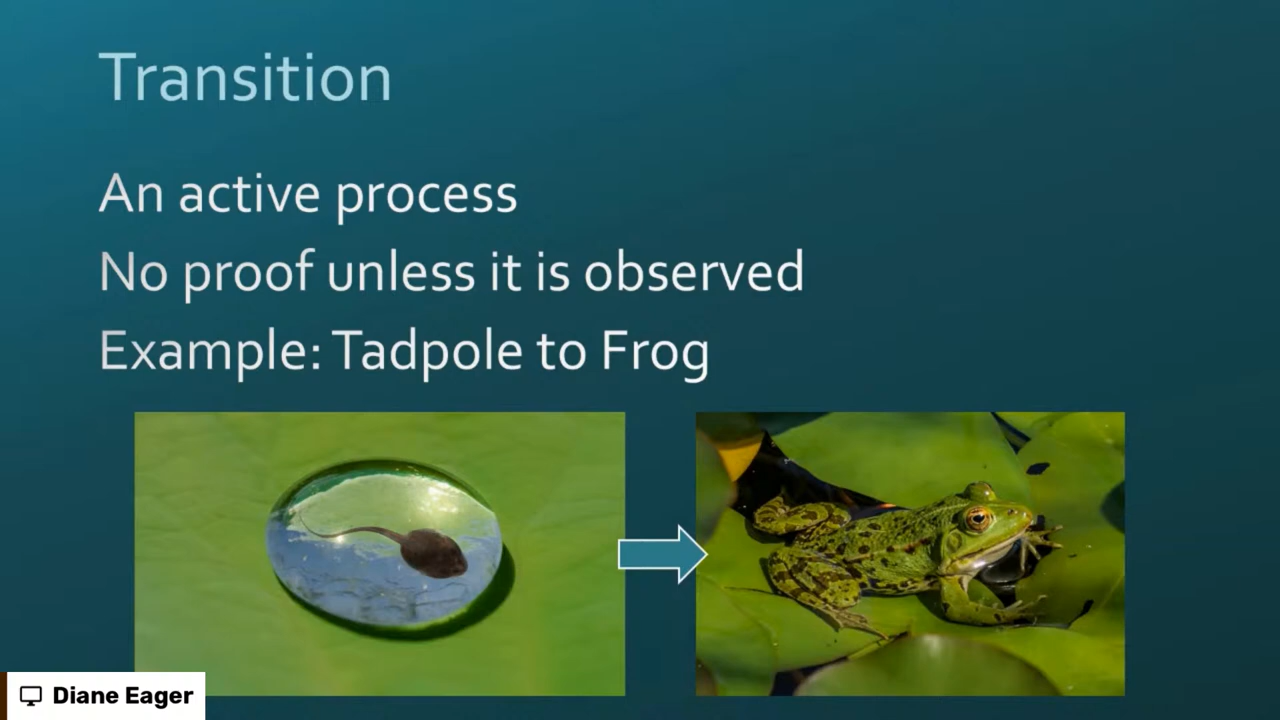 Transition
An active process
No proof unless it is observed
Example: Tadpole to Frog
Diane Eager